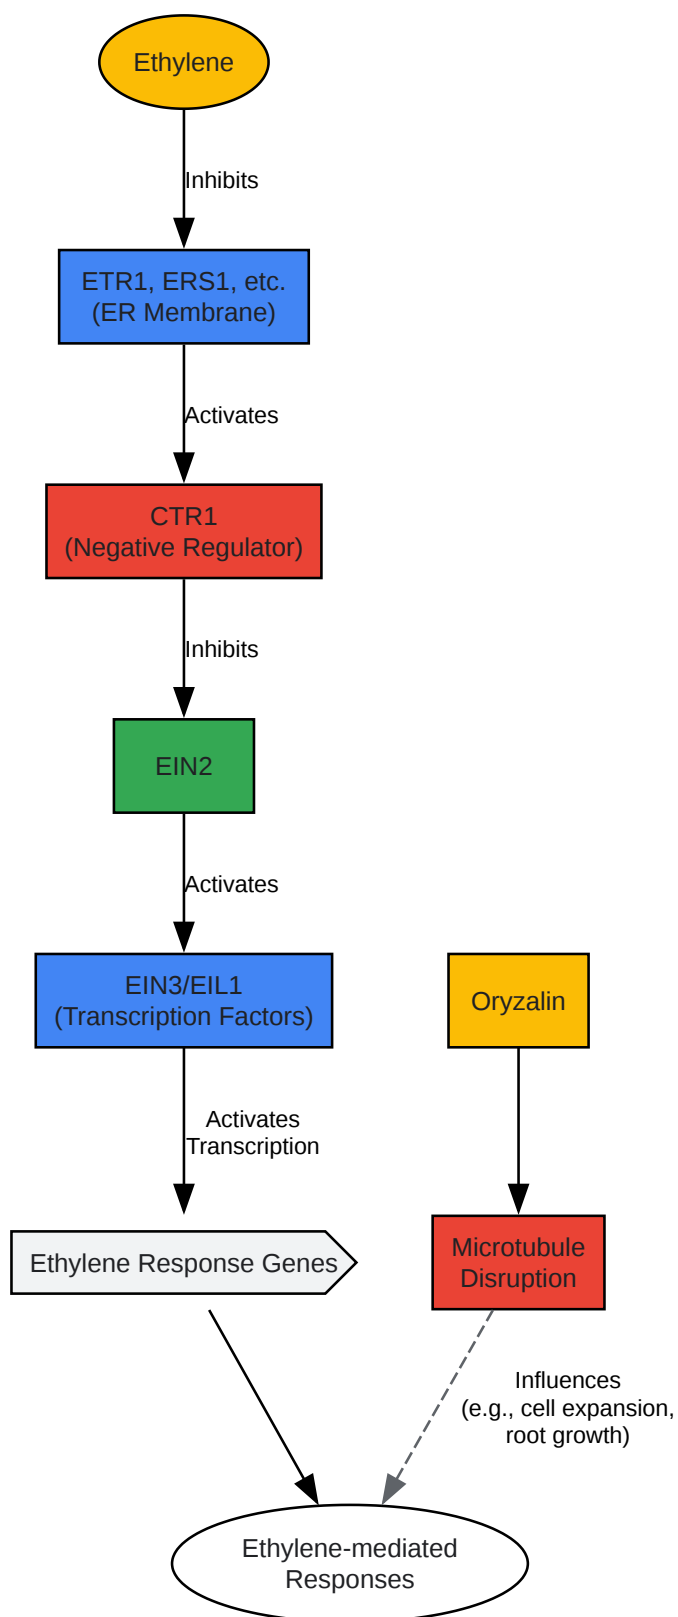 Ethylene
Inhibits
ETR1, ERS1, etc.
(ER Membrane)
Activates
CTR1
(Negative Regulator)
Inhibits
EIN2
Activates
EIN3/EIL1
(Transcription Factors)
Oryzalin
Activates
Transcription
Ethylene Response Genes
Microtubule
Disruption
Influences
(e.g., cell expansion,
root growth)
Ethylene-mediated
Responses